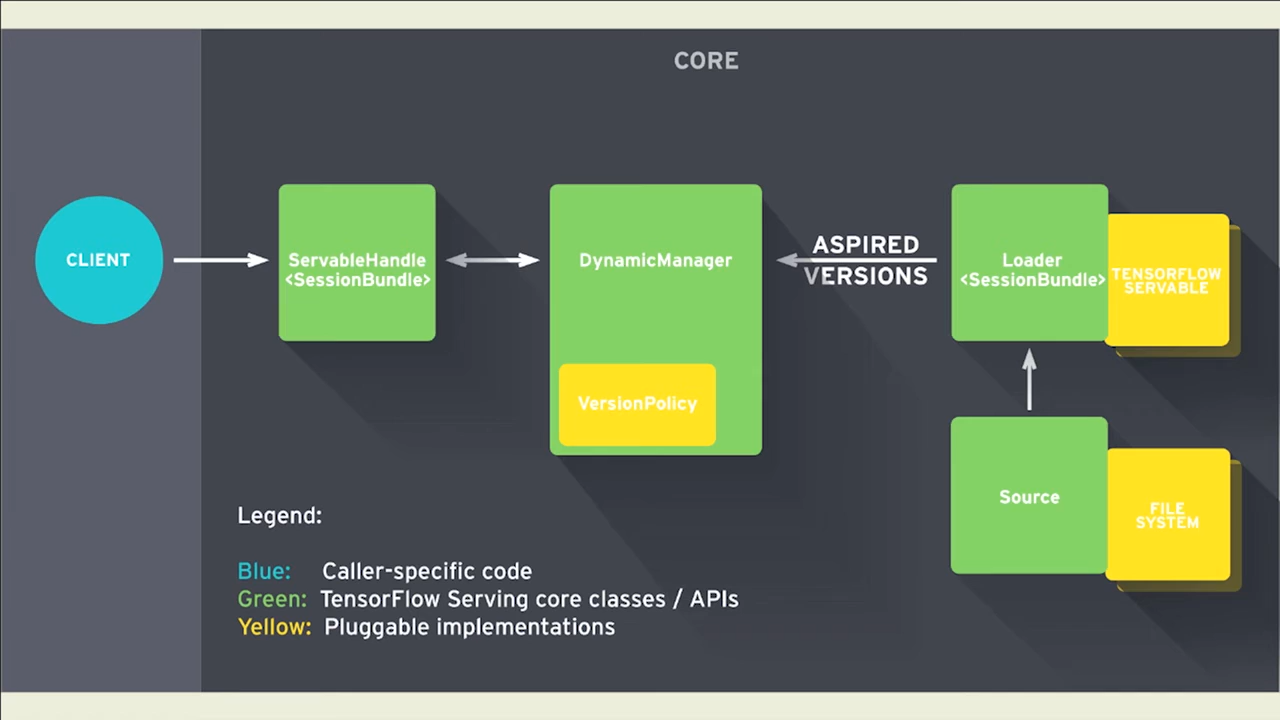 CORE
CLIENT
ServableHandle
<SessionBundle>
DynamicManager
VersionPolicy
ASPIRED
VERSIONS
Loader
<SessionBundle>
TENSORFLOW
SERVABLE
Source
FILE
SYSTEM
Legend:
Blue: Caller-specific code
Green: TensorFlow Serving core classes / APIs
Yellow: Pluggable implementations